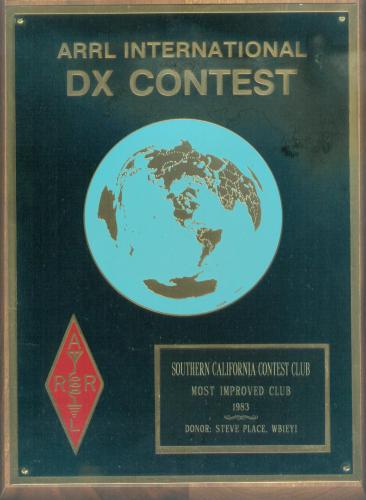 ARRL INTERNATIONAL
DX CONTEST
A
R R
L
SOUTHERN CALIFORNIA CONTEST CLUB
MOST IMPROVED CLUB
1983
DONOR: STEVE PLACE, WB1EYI